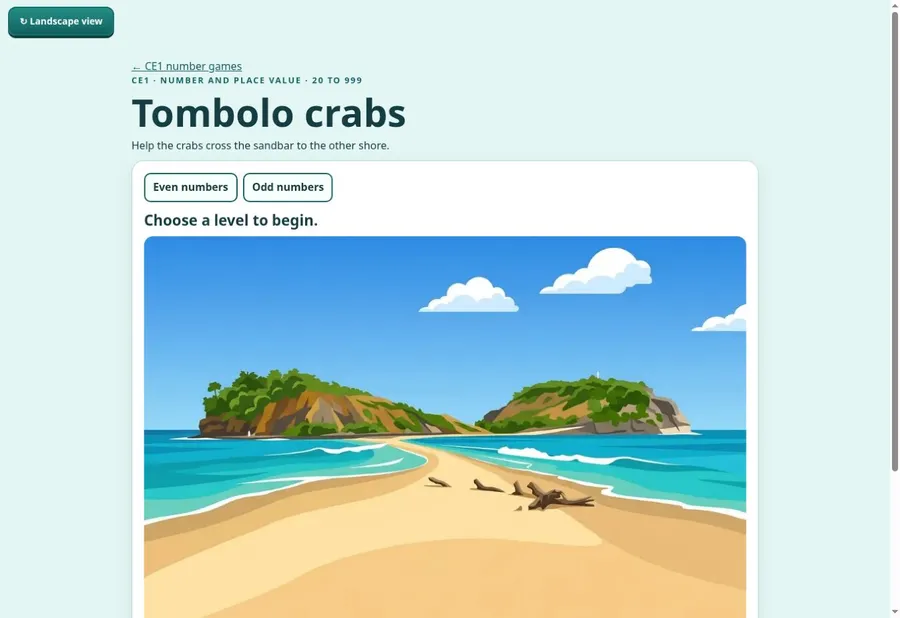 ↻ Landscape view
← CE1 number games
CE1 · NUMBER AND PLACE VALUE · 20 TO 999
Tombolo crabs
Help the crabs cross the sandbar to the other shore.
Even numbers
Odd numbers
Choose a level to begin.